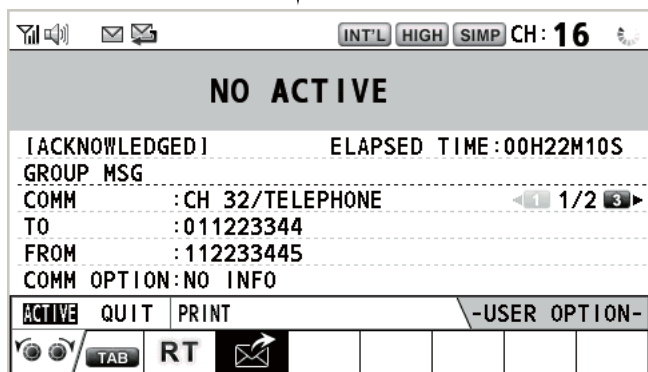 INT'L HIGH SIMP CH: 16
NO ACTIVE
[ACKNOWLEDGED] ELAPSED TIME:00H22M10S
GROUP MSG
COMM :CH 32/TELEPHONE 1 1/2 3
TO :011223344
FROM :112233445
COMM OPTION:NO INFO
ACTIVE QUIT PRINT -USER OPTION-
TAB RT